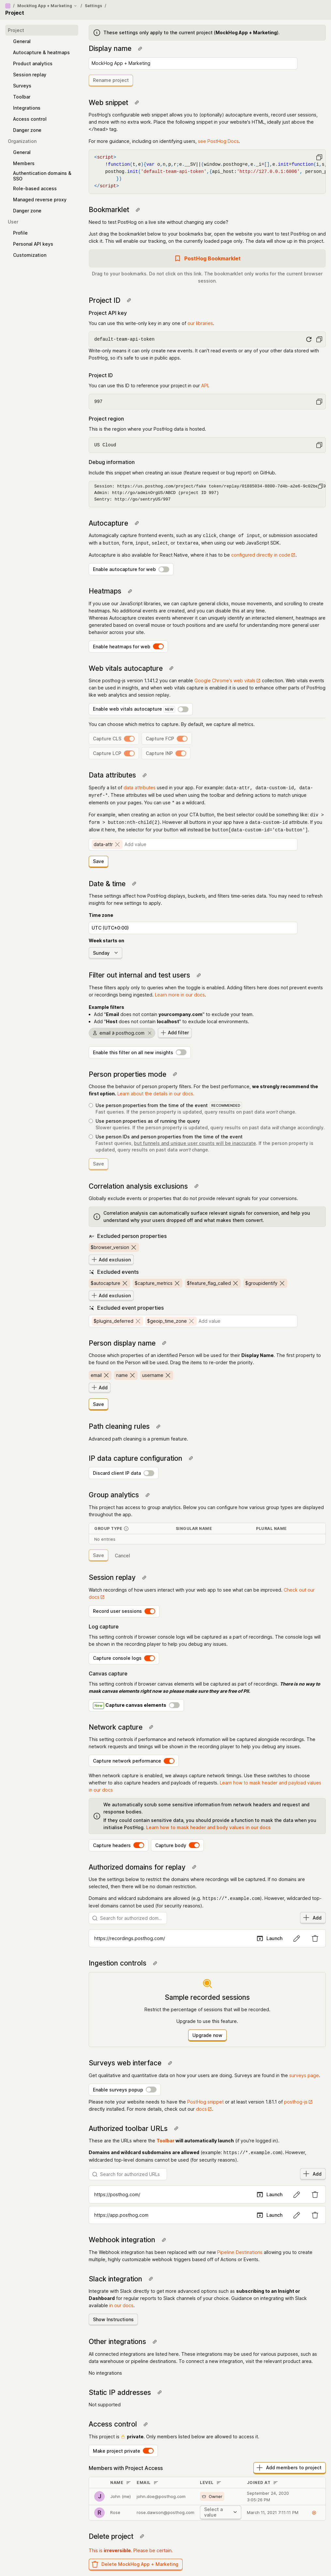 MockHog App + Marketing / Settings /
Project
Project
General
Autocapture & heatmaps
Product analytics
Session replay
Surveys
Toolbar
Integrations
Access control
Danger zone
Organization
General
Members
Authentication domains & SSO
Role-based access
Managed reverse proxy
Danger zone
User
Profile
Personal API keys
Customization
These settings only apply to the current project (MockHog App + Marketing).
Display name
MockHog App + Marketing
Rename project
Web snippet
PostHog's configurable web snippet allows you to (optionally) autocapture events, record user sessions, and more with no extra work. Place the following snippet in your website's HTML, ideally just above the </head> tag.
For more guidance, including on identifying users, see PostHog Docs.
<script>
</script>
Bookmarklet
Need to test PostHog on a live site without changing any code?
Just drag the bookmarklet below to your bookmarks bar, open the website you want to test PostHog on and click it. This will enable our tracking, on the currently loaded page only. The data will show up in this project.
PostHog Bookmarklet
Drag to your bookmarks. Do not click on this link. The bookmarklet only works for the current browser session
Project ID
Project API key
You can use this write-only key in any one of our libraries.
default-team-api-token
Write-only means it can only create new events. It can't read events or any of your other data stored with PostHog, so it's safe to use in public apps.
Project ID
You can use this ID to reference your project in our API.
997
Project region
This is the region where your PostHog data is hosted.
US Cloud
Debug information
Include this snippet when creating an issue (feature request or bug report) on GitHub.
Admin: http://go/adminOrgUS/ABCD (project ID 997)
Sentry: http://go/sentryUS/997
Autocapture
Automatically capture frontend events, such as any click, change of input, or submission associated with a button, form, input, select, or textarea, when using our web JavaScript SDK.
Autocapture is also available for React Native, where it has to be configured directly in code.
Enable autocapture for web
Heatmaps
If you use our JavaScript libraries, we can capture general clicks, mouse movements, and scrolling to create heatmaps. No additional events are created, and you can disable this at any time.
Whereas Autocapture creates events whenever it can uniquely identify an interacted element, heatmaps are generated based on overall mouse or touch positions and are useful for understanding more general user behavior across your site.
Enable heatmaps for web
Web vitals autocapture
Since posthog-js version 1.141.2 you can enable Google Chrome's web vitals collection. Web vitals events can be used in insights, and when web vitals capture is enabled it is used to enhance other parts of PostHog like web analytics and session replay.
Enable web vitals autocapture NEW
You can choose which metrics to capture. By default, we capture all metrics.
Capture CLS
Capture FCP
Capture LCP
Capture INP
Data attributes
Specify a list of data attributes used in your app. For example: data-attr, data-custom-id, data-myref-*. These attributes will be used when using the toolbar and defining actions to match unique elements on your pages. You can use * as a wildcard.
For example, when creating an action on your CTA button, the best selector could be something like: div > form > button:nth-child(2). However, all buttons in your app have a data-custom-id attribute. If you allow it here, the selector for your button will instead be button[data-custom-id='cta-button'].
data-attr
Add value
Save
Date & time
These settings affect how PostHog displays, buckets, and filters time-series data. You may need to refresh insights for new settings to apply.
Time zone
UTC (UTC±0:00)
Week starts on
Sunday
Filter out internal and test users
These filters apply only to queries when the toggle is enabled. Adding filters here does not prevent events or recordings being ingested. Learn more in our docs.
Example filters
Add "Email does not contain yourcompany.com" to exclude your team.
Add "Host does not contain localhost" to exclude local environments.
email ∌ posthog.com
Add filter
Enable this filter on all new insights
Person properties mode
Choose the behavior of person property filters. For the best performance, we strongly recommend the first option. Learn about the details in our docs.
Use person properties from the time of the event RECOMMENDED
Fast queries. If the person property is updated, query results on past data won't change.
Use person properties as of running the query
Slower queries. If the person property is updated, query results on past data will change accordingly.
Use person IDs and person properties from the time of the event
Fastest queries, but funnels and unique user counts will be inaccurate. If the person property is updated, query results on past data won't change.
Save
Correlation analysis exclusions
Globally exclude events or properties that do not provide relevant signals for your conversions.
Correlation analysis can automatically surface relevant signals for conversion, and help you understand why your users dropped off and what makes them convert.
Excluded person properties
$browser_version
Add exclusion
Excluded events
$autocapture
$capture_metrics
$feature_flag_called
$groupidentify
Add exclusion
Excluded event properties
$plugins_deferred
$geoip_time_zone
Add value
Person display name
Choose which properties of an identified Person will be used for their Display Name. The first property to be found on the Person will be used. Drag the items to re-order the priority.
email
name
username
Add
Save
Path cleaning rules
Advanced path cleaning is a premium feature.
IP data capture configuration
Discard client IP data
Group analytics
This project has access to group analytics. Below you can configure how various group types are displayed throughout the app.
GROUP TYPE
SINGULAR NAME
PLURAL NAME
No entries
Save
Cancel
Session replay
Watch recordings of how users interact with your web app to see what can be improved. Check out our docs
Record user sessions
Log capture
This setting controls if browser console logs will be captured as a part of recordings. The console logs will be shown in the recording player to help you debug any issues.
Capture console logs
Canvas capture
This setting controls if browser canvas elements will be captured as part of recordings. There is no way to mask canvas elements right now so please make sure they are free of PII.
New Capture canvas elements
Network capture
This setting controls if performance and network information will be captured alongside recordings. The network requests and timings will be shown in the recording player to help you debug any issues.
Capture network performance
When network capture is enabled, we always capture network timings. Use these switches to choose whether to also capture headers and payloads of requests. Learn how to mask header and payload values in our docs
We automatically scrub some sensitive information from network headers and request and response bodies.
If they could contain sensitive data, you should provide a function to mask the data when you initialise PostHog. Learn how to mask header and body values in our docs
Capture headers
Capture body
Authorized domains for replay
Use the settings below to restrict the domains where recordings will be captured. If no domains are selected, then there will be no domain restriction.
Domains and wildcard subdomains are allowed (e.g. https://*.example.com). However, wildcarded top-level domains cannot be used (for security reasons).
Search for authorized dom...
Add
https://recordings.posthog.com/
Launch
Ingestion controls
Sample recorded sessions
Restrict the percentage of sessions that will be recorded.
Upgrade to use this feature.
Upgrade now
Surveys web interface
Get qualitative and quantitative data on how your users are doing. Surveys are found in the surveys page.
Enable surveys popup
Please note your website needs to have the PostHog snippet or at least version 1.81.1 of posthog-js directly installed. For more details, check out our docs.
Authorized toolbar URLs
These are the URLs where the Toolbar will automatically launch (if you're logged in).
Domains and wildcard subdomains are allowed (example: https://*.example.com). However, wildcarded top-level domains cannot be used (for security reasons).
Search for authorized URLs
Add
https://posthog.com/
Launch
https://app.posthog.com
Launch
Webhook integration
The Webhook integration has been replaced with our new Pipeline Destinations allowing you to create multiple, highly customizable webhook triggers based off of Actions or Events.
Slack integration
Integrate with Slack directly to get more advanced options such as subscribing to an Insight or Dashboard for regular reports to Slack channels of your choice. Guidance on integrating with Slack available in our docs.
Show Instructions
Other integrations
All connected integrations are listed here. These integrations may be used for various purposes, such as data warehouse or pipeline destinations. To connect a new integration, visit the relevant product area.
No integrations
Static IP addresses
Not supported
Access control
This project is private. Only members listed below are allowed to access it.
Make project private
Members with Project Access
Add members to project
NAME
EMAIL
LEVEL
JOINED AT
J
John (me)
john.doe@posthog.com
Owner
R
Rose
rose.dawson@posthog.com
Select a value
March 11, 2021 7:11:11 PM
Delete project
This is irreversible. Please be certain.
Delete MockHog App + Marketing